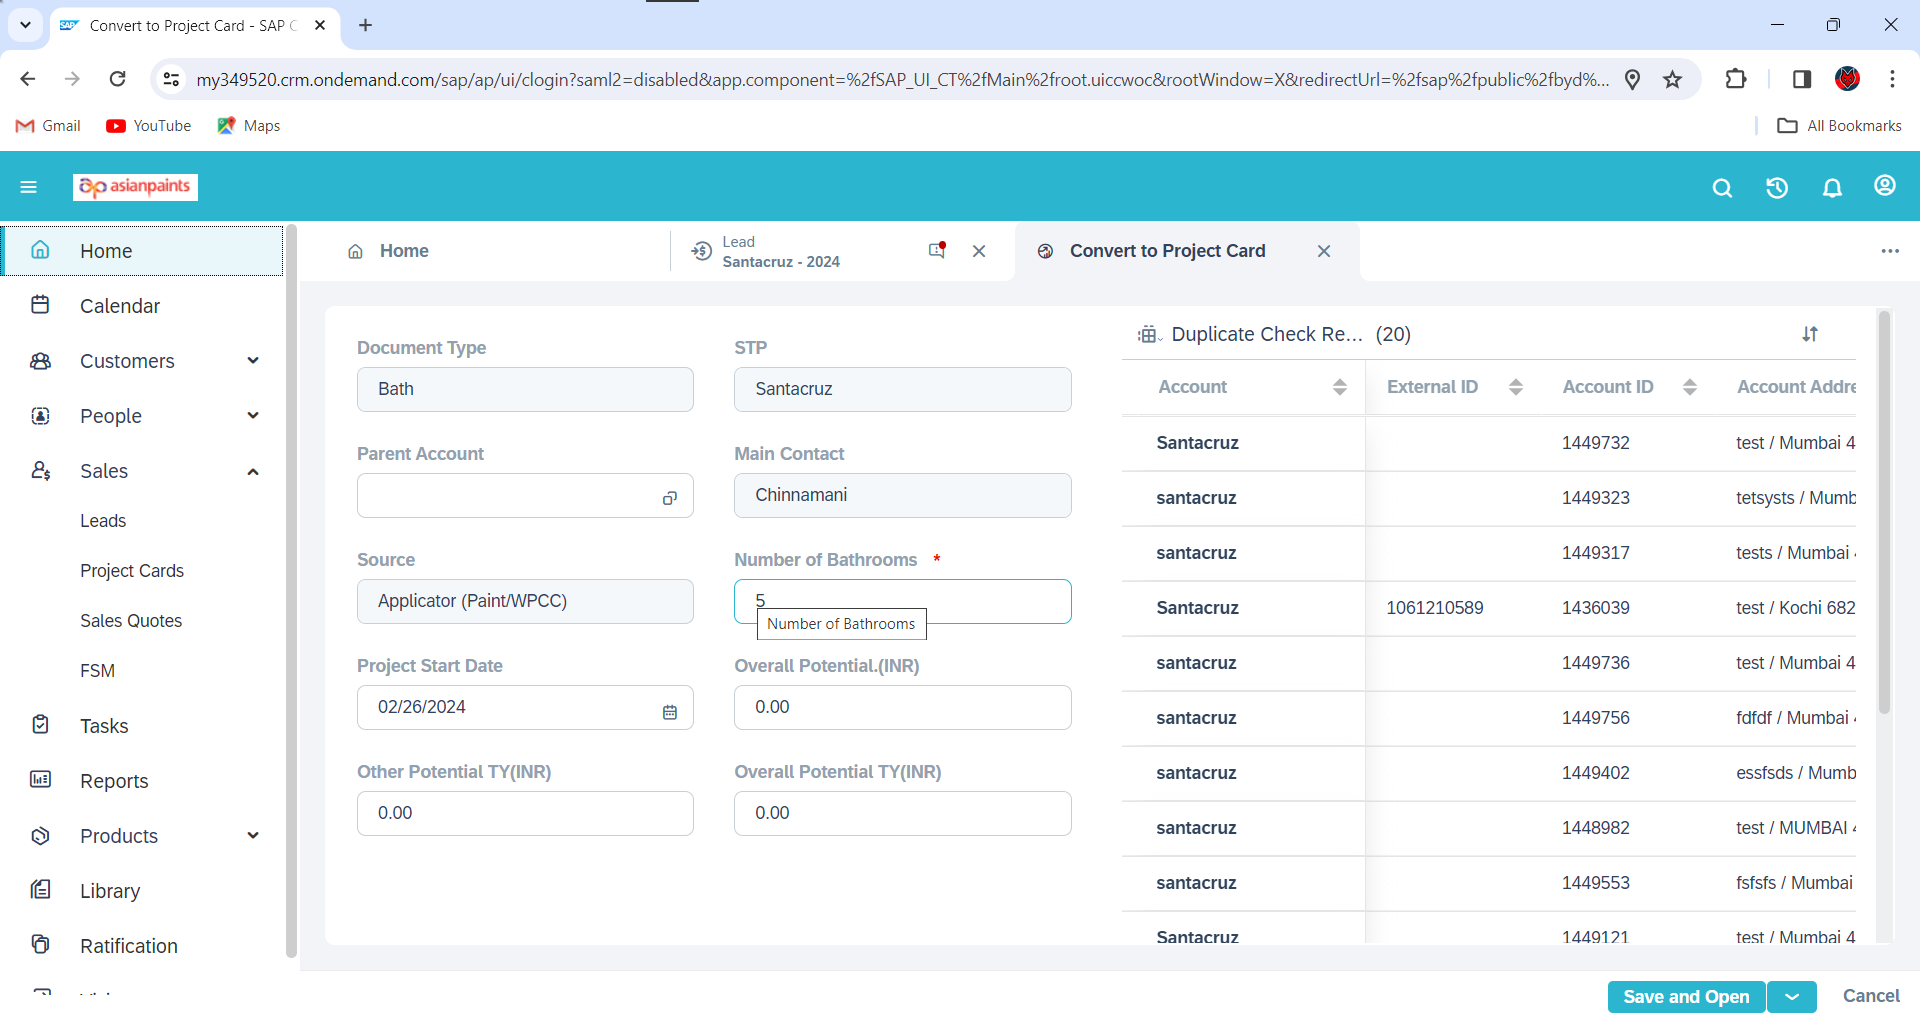 Convert to Project Card - SAP C
my349520.crm.ondemand.com/sap/ap/ui/clogin?saml2=disabled&app.component=%2fSAP_UI_CT%2fMain%2froot.uiccwoc&rootWindow=X&redirectUrl=%2fsap%2fpublic%2fbyd%...
Gmail YouTube Maps All Bookmarks
asianpaints
Home
Calendar
Customers
People
Sales
Leads
Project Cards
Sales Quotes
FSM
Tasks
Reports
Products
Library
Ratification
Home
Lead
Santacruz - 2024
Convert to Project Card
Document Type
Bath
STP
Santacruz
Parent Account
Main Contact
Chinnamani
Source
Applicator (Paint/WPCC)
Number of Bathrooms *
5
Number of Bathrooms
Project Start Date
02/26/2024
Overall Potential.(INR)
0.00
Other Potential TY(INR)
0.00
Overall Potential TY(INR)
0.00
Duplicate Check Re... (20)
Account External ID Account ID Account Addre
Santacruz 1449732 test / Mumbai 4
santacruz 1449323 tetsysts / Mumb
santacruz 1449317 tests / Mumbai
Santacruz 1061210589 1436039 test / Kochi 682
santacruz 1449736 test / Mumbai 4
santacruz 1449756 fdfdf / Mumbai
santacruz 1449402 essfsds / Mumb
santacruz 1448982 test / MUMBAI
santacruz 1449553 fsfsfs / Mumbai
Santacruz 1449121 test / Mumbai 4
Save and Open Cancel